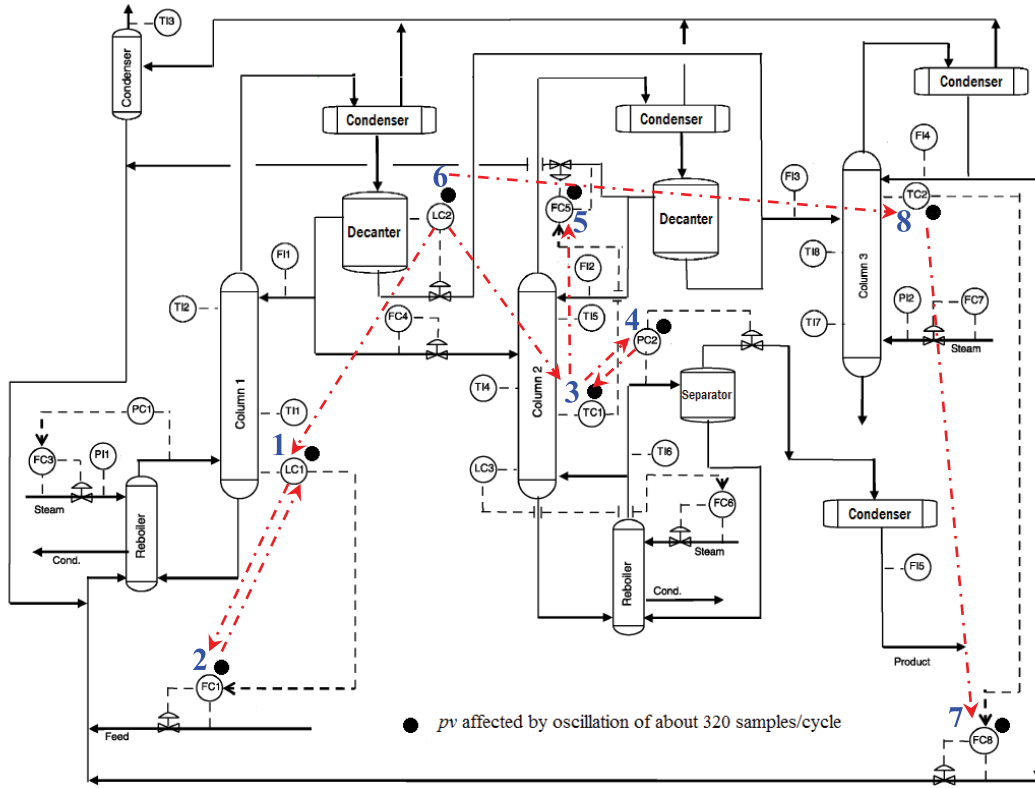 TI3
Condenser
Condenser
Condenser
Condenser
FI4
6
LC2
FC5
5
FI3
TC2
8
Decanter
Decanter
FI1
TI2
FC4
FI2
TI5
4
PC2
TI8
Column 3
PI2
FC7
TI7
Steam
Column 1
Column 2
TI4
3
TC1
Separator
PC1
TI1
1
LC1
FC3
PI1
Steam
LC3
TI6
FC6
Steam
Condenser
Reboiler
Cond.
Reboiler
Cond.
FI5
2
FC1
Product
Feed
pv affected by oscillation of about 320 samples/cycle
7
FC8